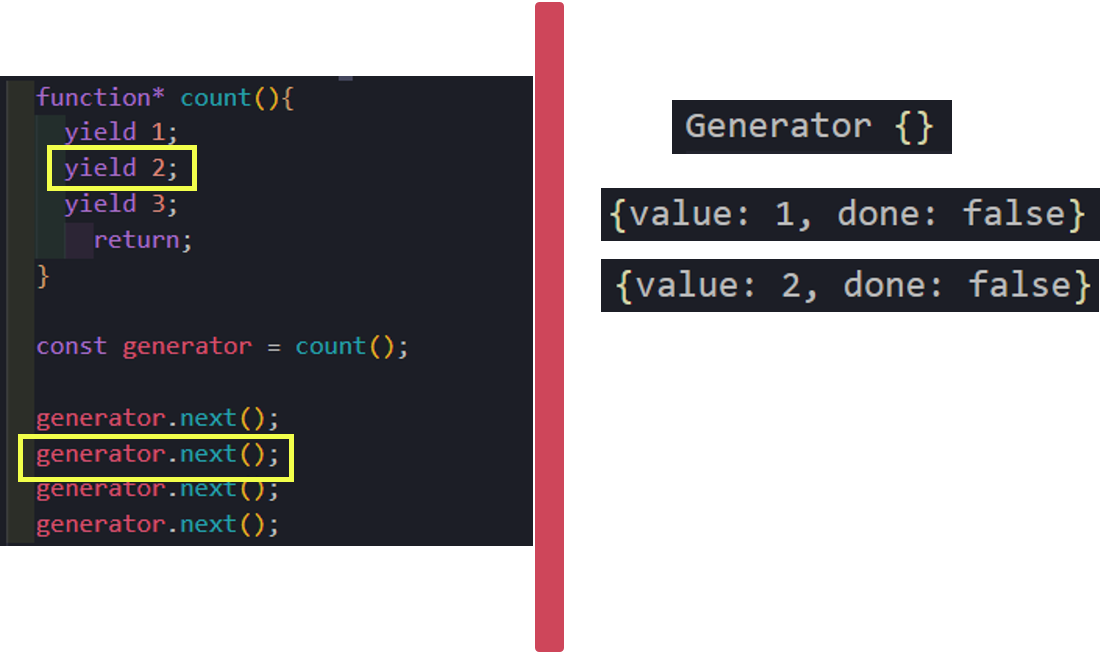 function* count(){
yield 1;
yield 2;
yield 3;
return;
}
const generator = count();
generator.next();
generator.next();
generator.next();
generator.next();
Generator {}
{value: 1, done: false}
{value: 2, done: false}